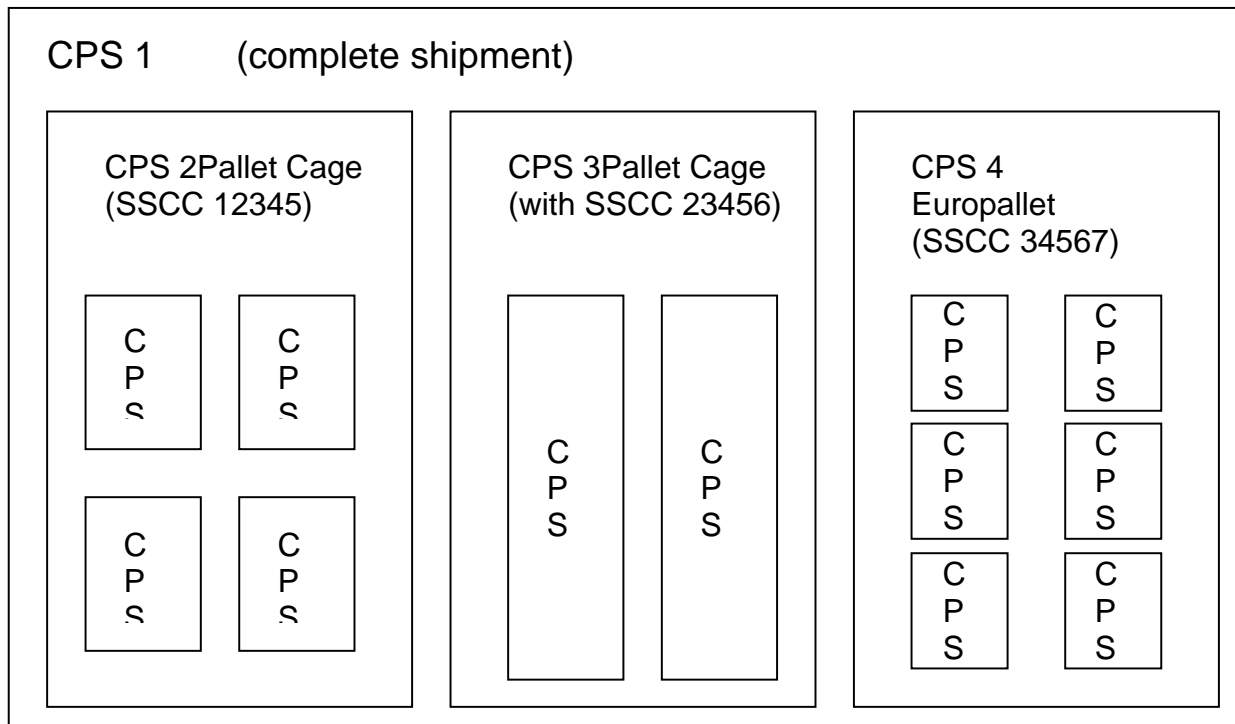 CPS 1 (complete shipment)
CPS 2Pallet Cage
(SSCC 12345)
CPS 3Pallet Cage
(with SSCC 23456)
CPS 4
Europallet
(SSCC 34567)
C
P
S
C
P
S
C
P
S
C
P
S
C
P
S
C
P
S
C
P
S
C
P
S
C
P
S
C
P
S
C
P
S
C
P
S